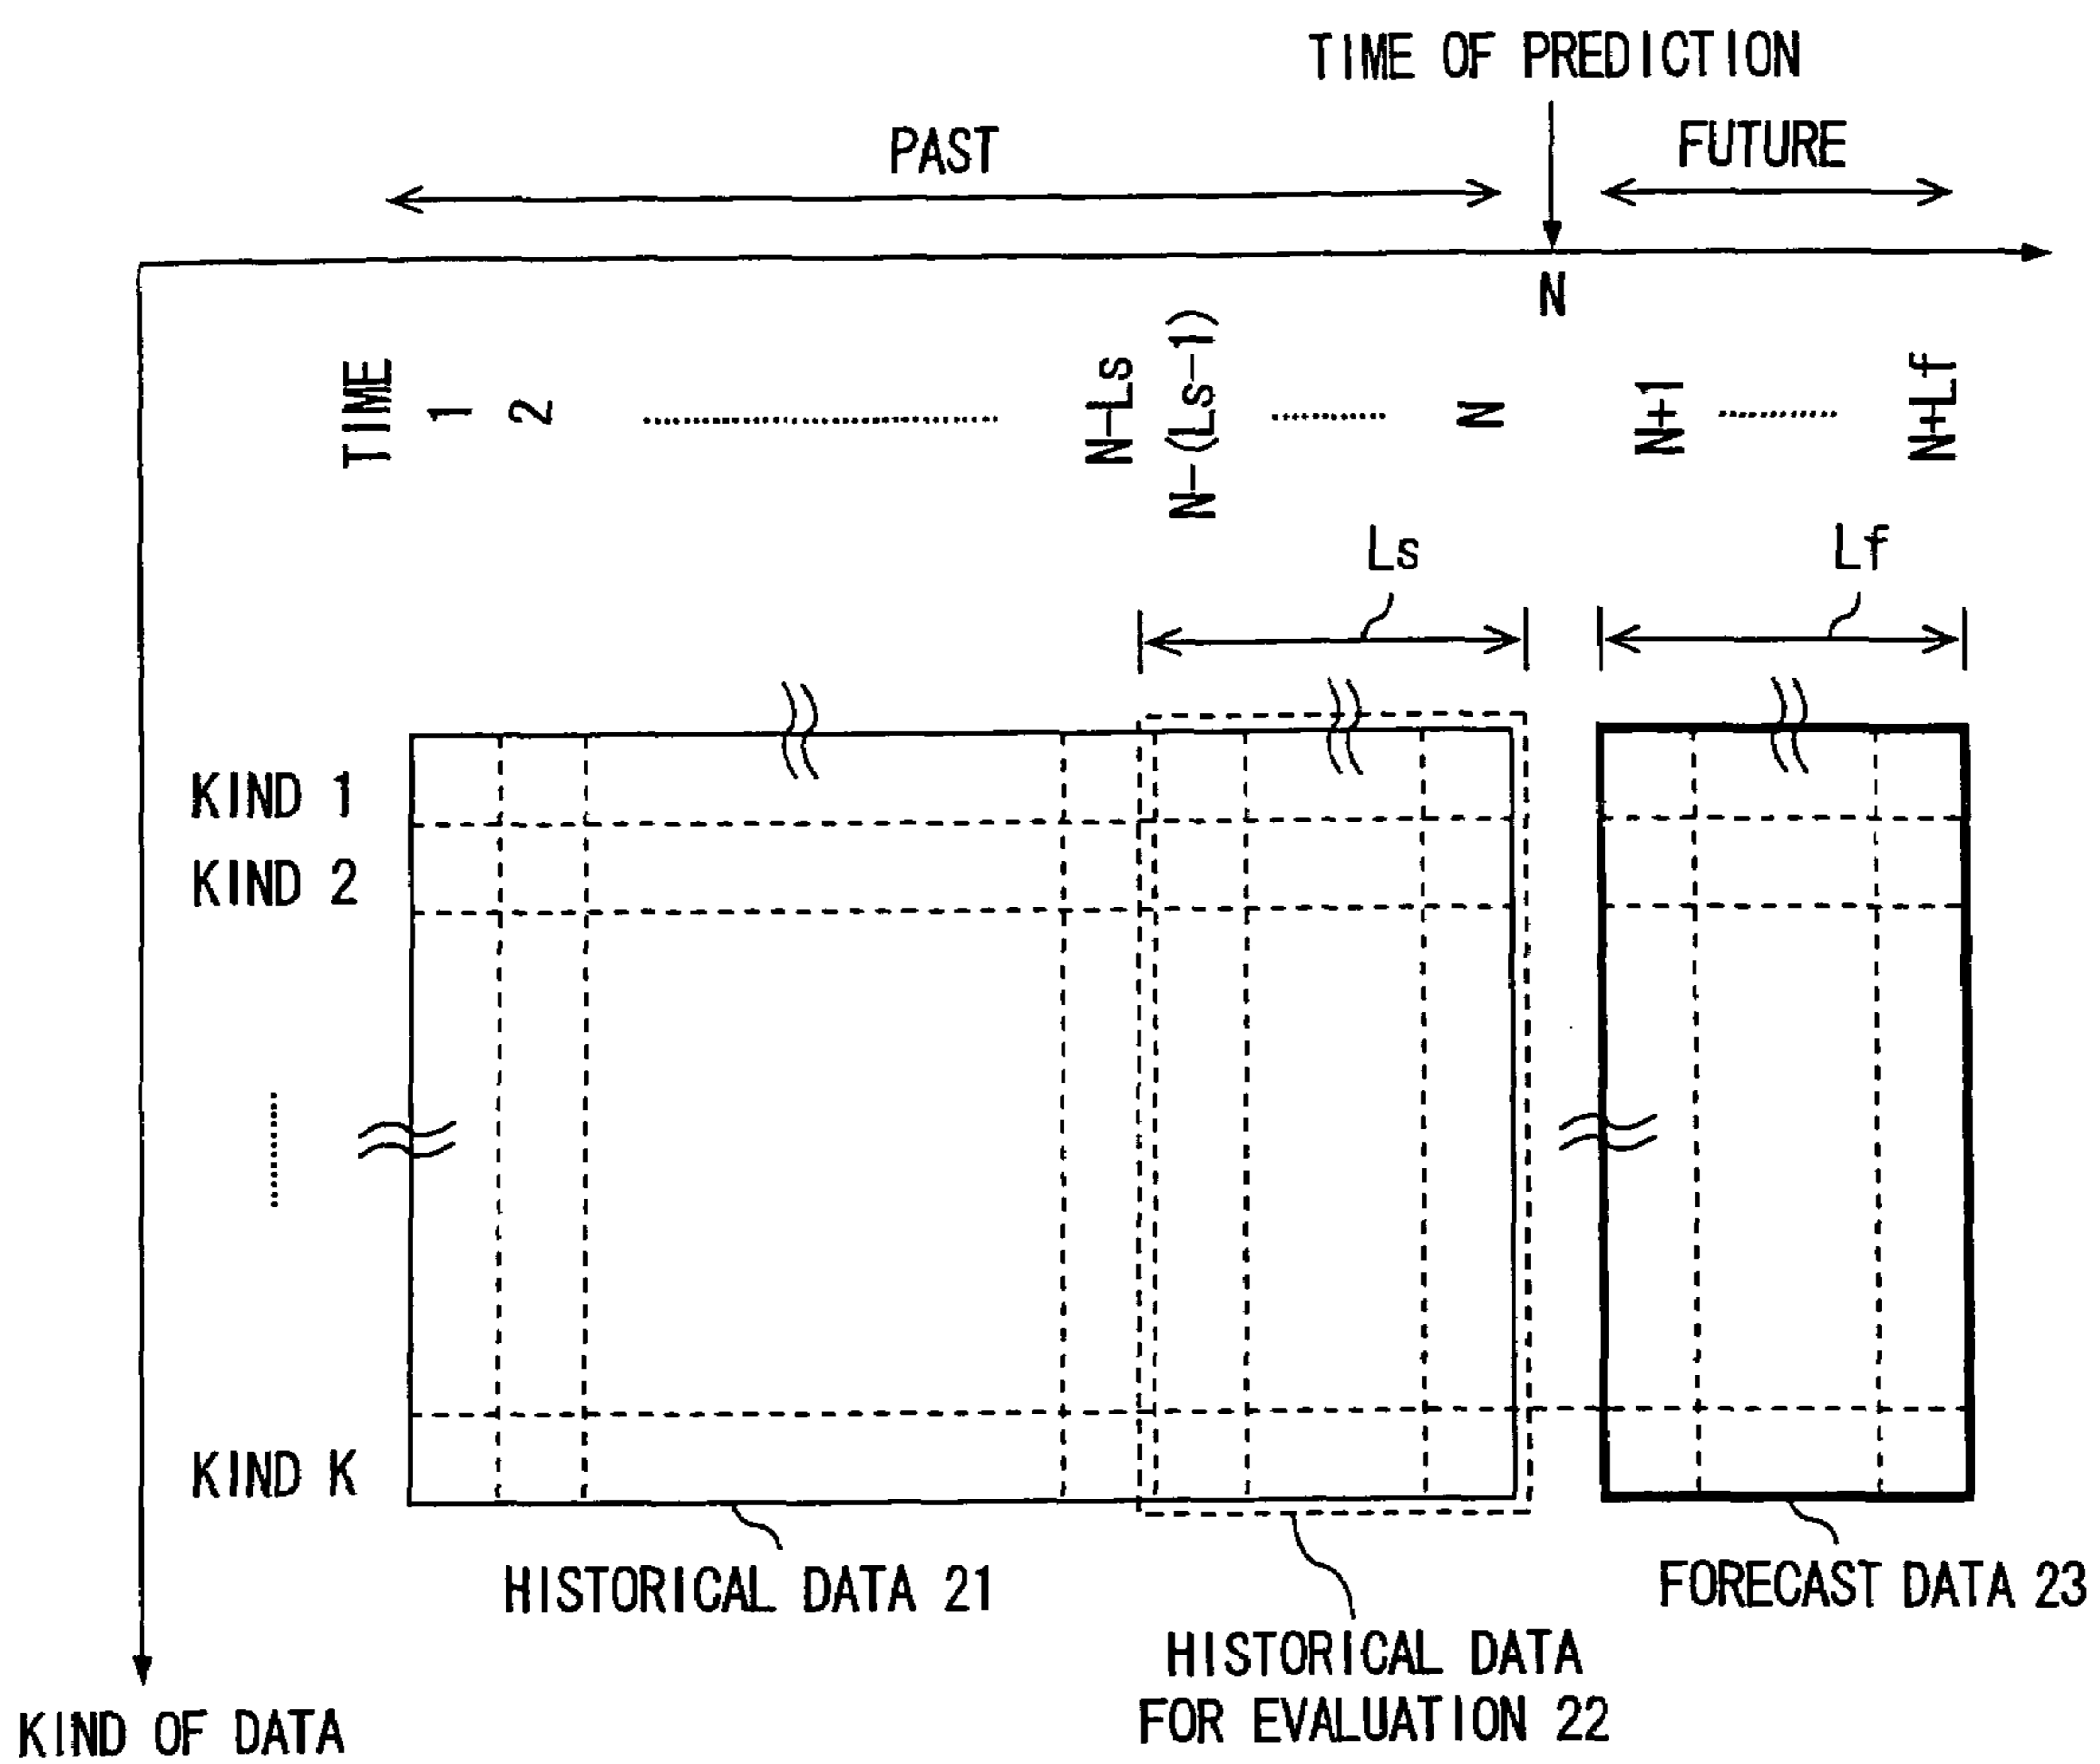 TIME OF PREDICTION
PAST
FUTURE
N
TIME
1
2
N-Ls
N-(Ls-1)
N
N+1
N+Lf
Ls
Lf
KIND 1
KIND 2
KIND K
HISTORICAL DATA 21
FORECAST DATA 23
HISTORICAL DATA
FOR EVALUATION 22
KIND OF DATA